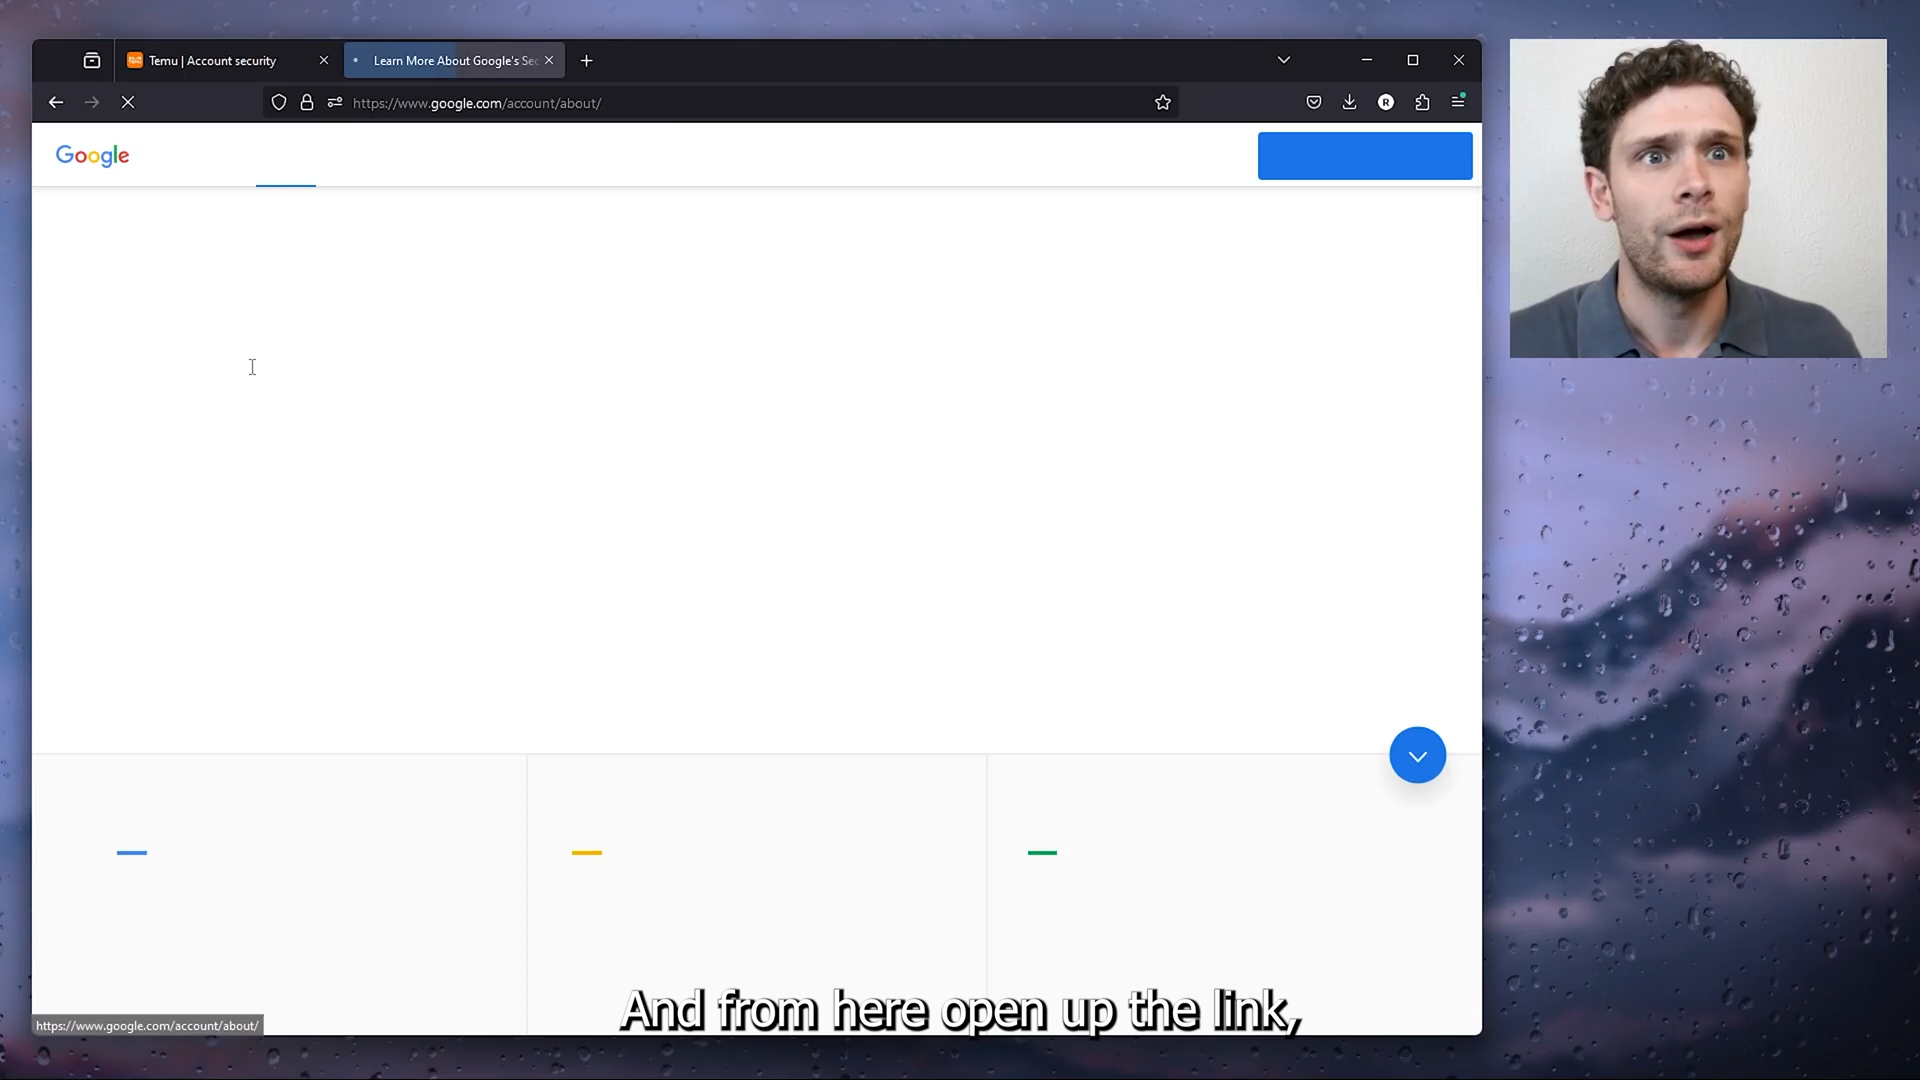 Temu | Account security
Learn More About Google's Sec
https://www.google.com/account/about/
R
Google
And from here open up the link,
https://www.google.com/account/about/